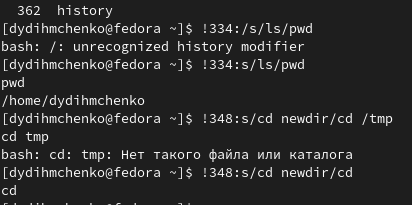 362  history
[dydihmchenko@fedora ~]$ !334:/s/ls/pwd
bash: /: unrecognized history modifier
[dydihmchenko@fedora ~]$ !334:s/ls/pwd
pwd
/home/dydihmchenko
[dydihmchenko@fedora ~]$ !348:s/cd newdir/cd /tmp
cd tmp
bash: cd: tmp: Нет такого файла или каталога
[dydihmchenko@fedora ~]$ !348:s/cd newdir/cd
cd